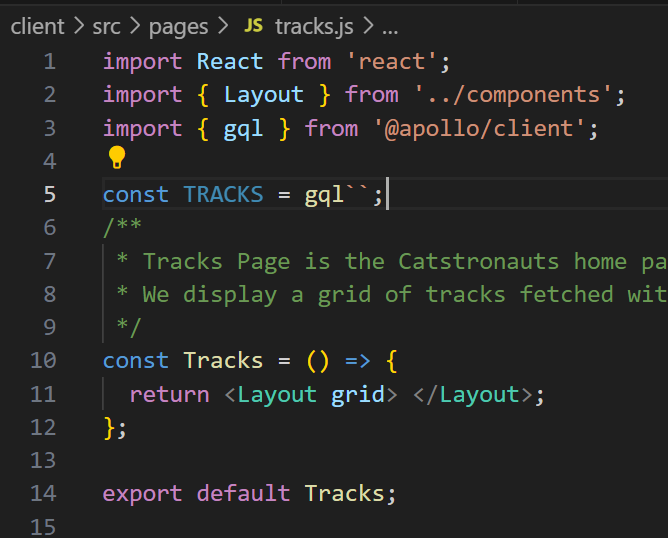 client > src > pages > JS tracks.js > ...
1 import React from 'react';
2 import { Layout } from '../components';
3 import { gql } from '@apollo/client';
4
5 const TRACKS = gql``;
6 /**
7  * Tracks Page is the Catstronauts home pa
8  * We display a grid of tracks fetched wit
9  */
10 const Tracks = () => {
11   return <Layout grid> </Layout>;
12 };
13
14 export default Tracks;
15